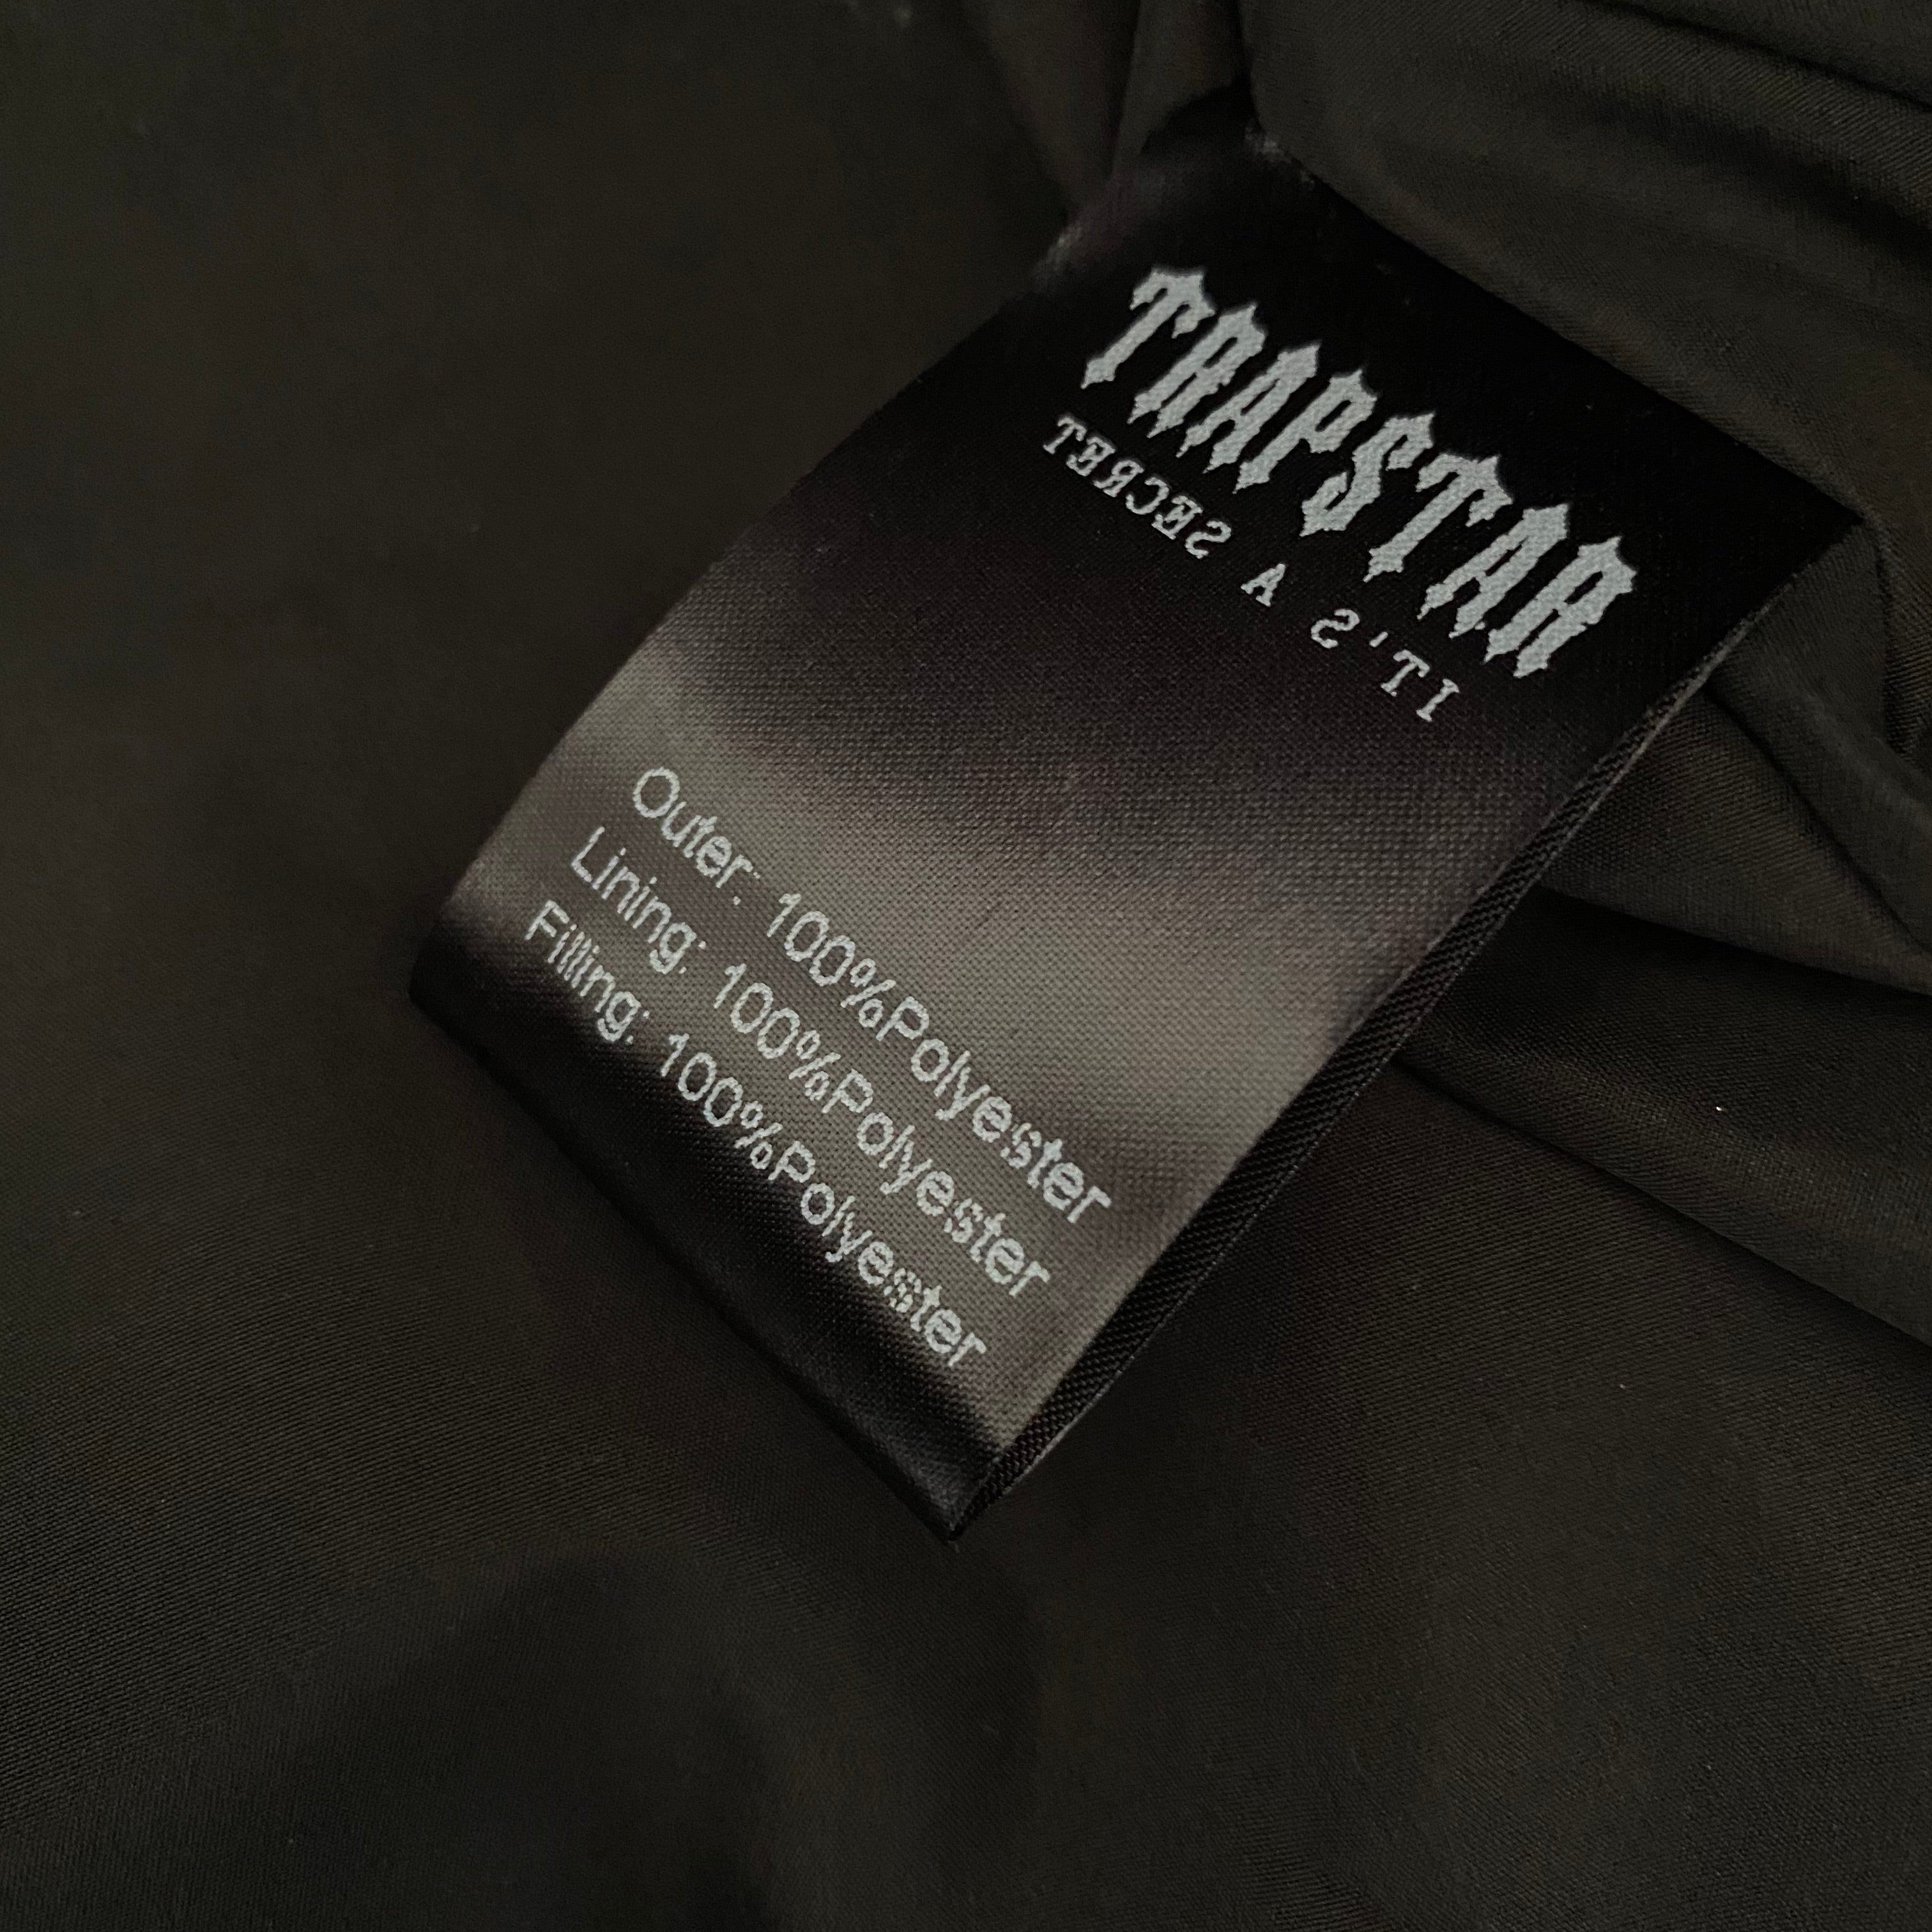 TRAPSTAR
IT'S A SECRET
Outer: 100%Polyester
Lining: 100%Polyester
Filling: 100%Polyester